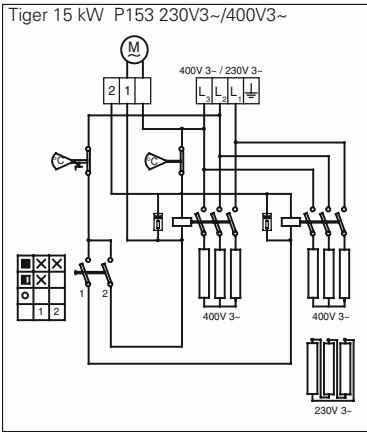 Tiger 15 kW P153 230V3~/400V3~
M
~
400V 3~ / 230V 3~
2 1
L3 L2 L1
°C
°C
1 2
1 2
400V 3~
400V 3~
230V 3~